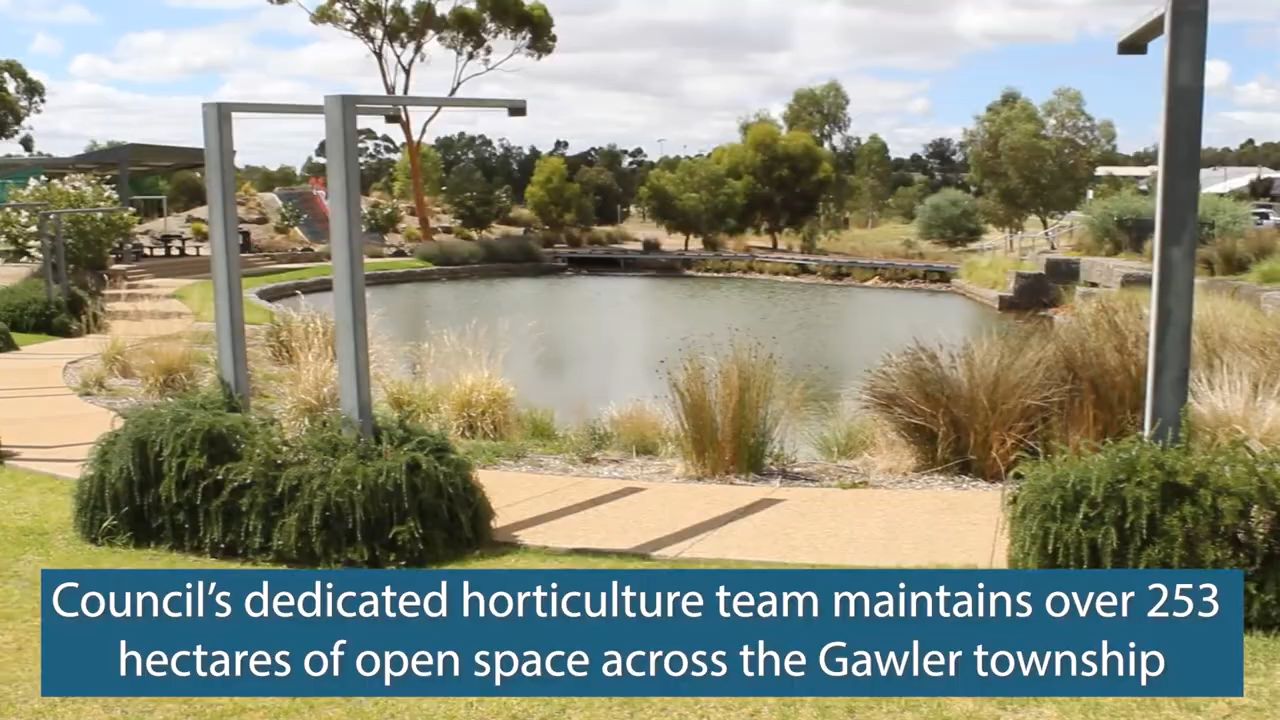 Council’s dedicated horticulture team maintains over 253
hectares of open space across the Gawler township